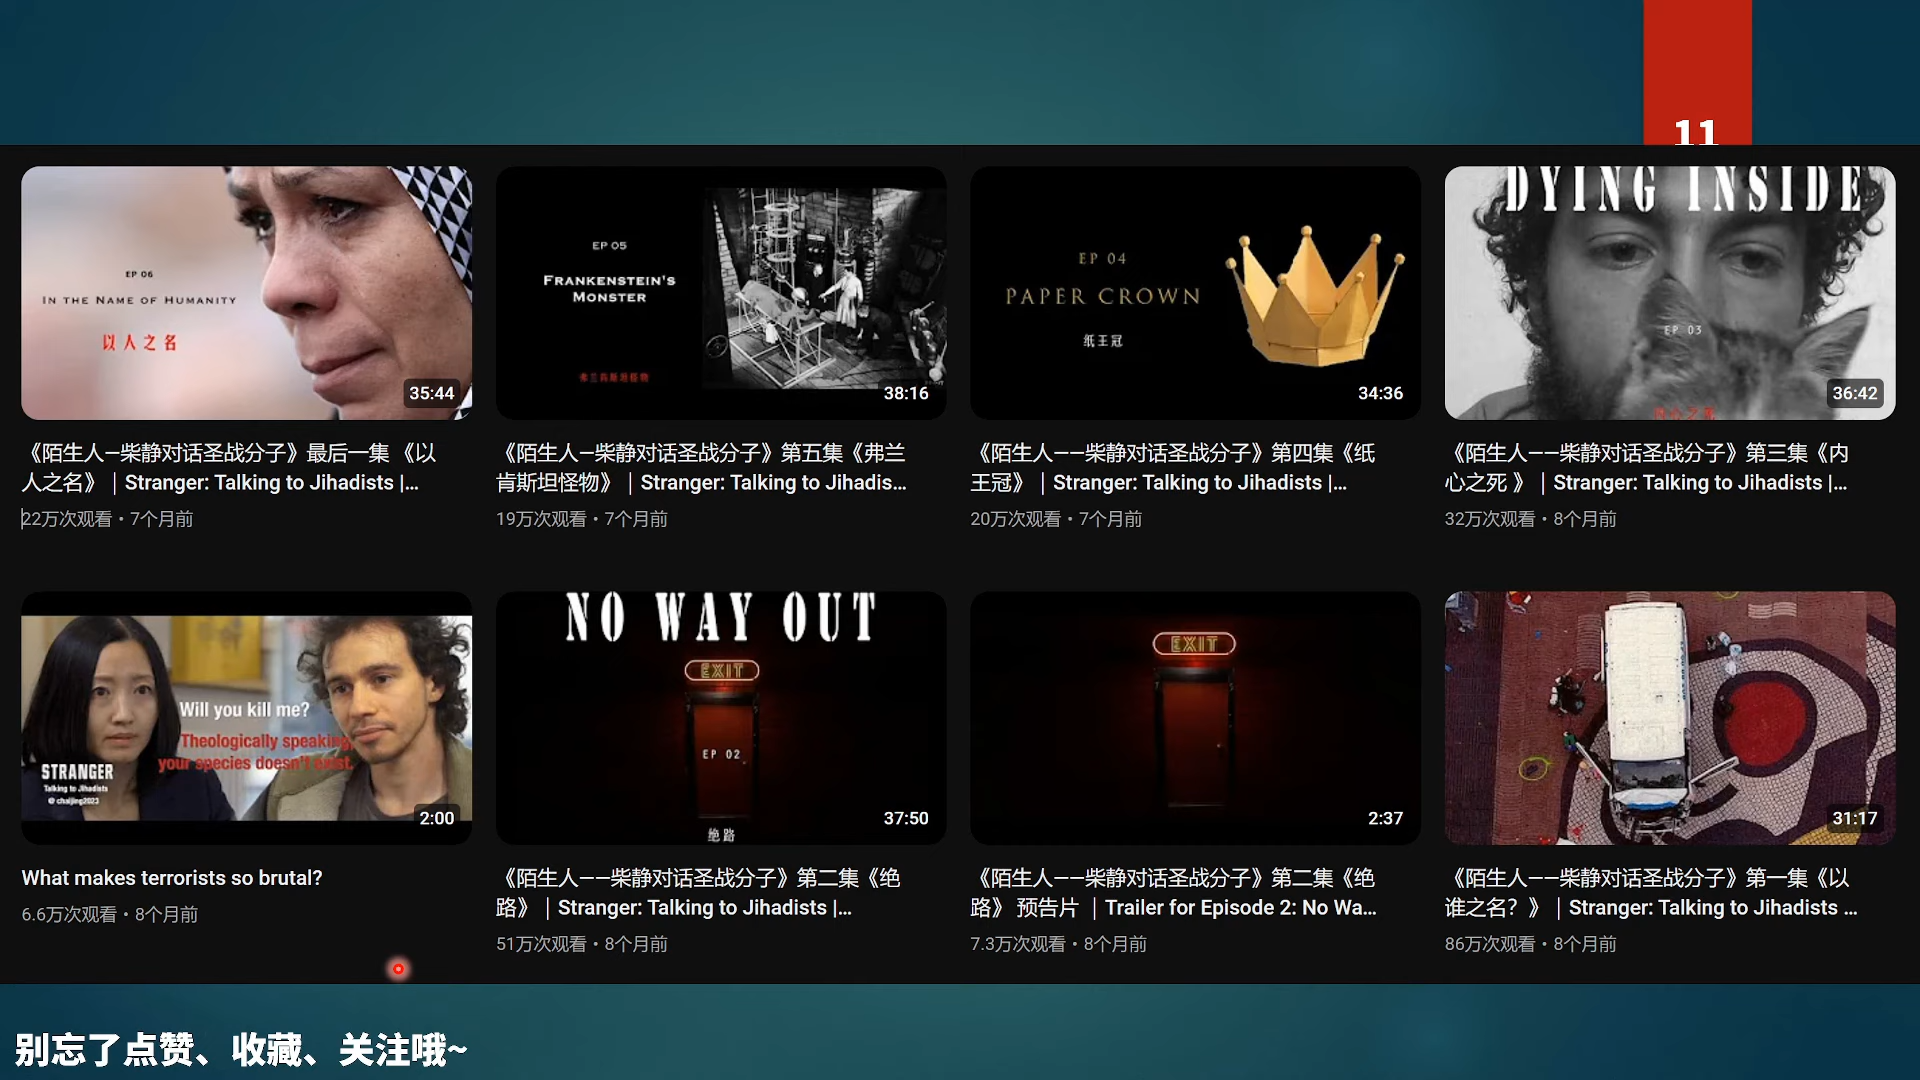 11
EP 06
IN THE NAME OF HUMANITY
以人之名
35:44
《陌生人—柴静对话圣战分子》最后一集 《以
人之名》｜Stranger: Talking to Jihadists |...
22万次观看・7个月前
EP 05
FRANKENSTEIN'S
MONSTER
弗兰肯斯坦怪物
38:16
《陌生人—柴静对话圣战分子》第五集《弗兰
肯斯坦怪物》｜Stranger: Talking to Jihadis...
19万次观看・7个月前
EP 04
PAPER CROWN
纸王冠
34:36
《陌生人——柴静对话圣战分子》第四集《纸
王冠》｜Stranger: Talking to Jihadists |...
20万次观看・7个月前
DYING INSIDE
EP 03
36:42
《陌生人——柴静对话圣战分子》第三集《内
心之死 》｜Stranger: Talking to Jihadists |...
32万次观看・8个月前
Will you kill me?
Theologically speaking,
your species doesn't exist.
STRANGER
Talking to Jihadists
@ chaijing2023
2:00
What makes terrorists so brutal?
6.6万次观看・8个月前
NO WAY OUT
EXIT
EP 02
绝路
37:50
《陌生人——柴静对话圣战分子》第二集《绝
路》｜Stranger: Talking to Jihadists |...
51万次观看・8个月前
EXIT
2:37
《陌生人——柴静对话圣战分子》第二集《绝
路》 预告片 ｜Trailer for Episode 2: No Wa...
7.3万次观看・8个月前
31:17
《陌生人——柴静对话圣战分子》第一集《以
谁之名？》｜Stranger: Talking to Jihadists ...
86万次观看・8个月前
别忘了点赞、收藏、关注哦~